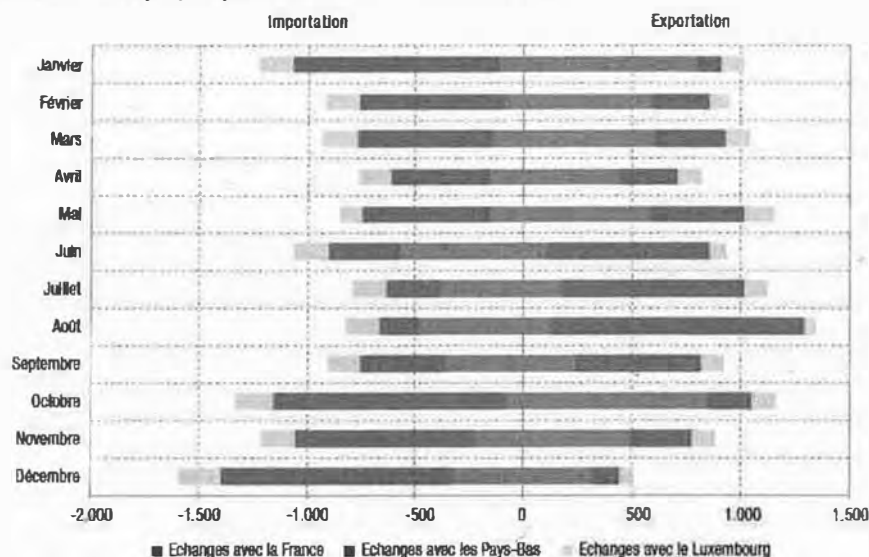 Importation Exportation
Janvier
Février
Mars
Avril
Mai
Juin
Juillet
Août
Septembre
Octobre
Novembre
Décembre
-2.000 -1.500 -1.000 -500 0 500 1.000 1.500
Echanges avec la France Echanges avec les Pays-Bas Echanges avec le Luxembourg